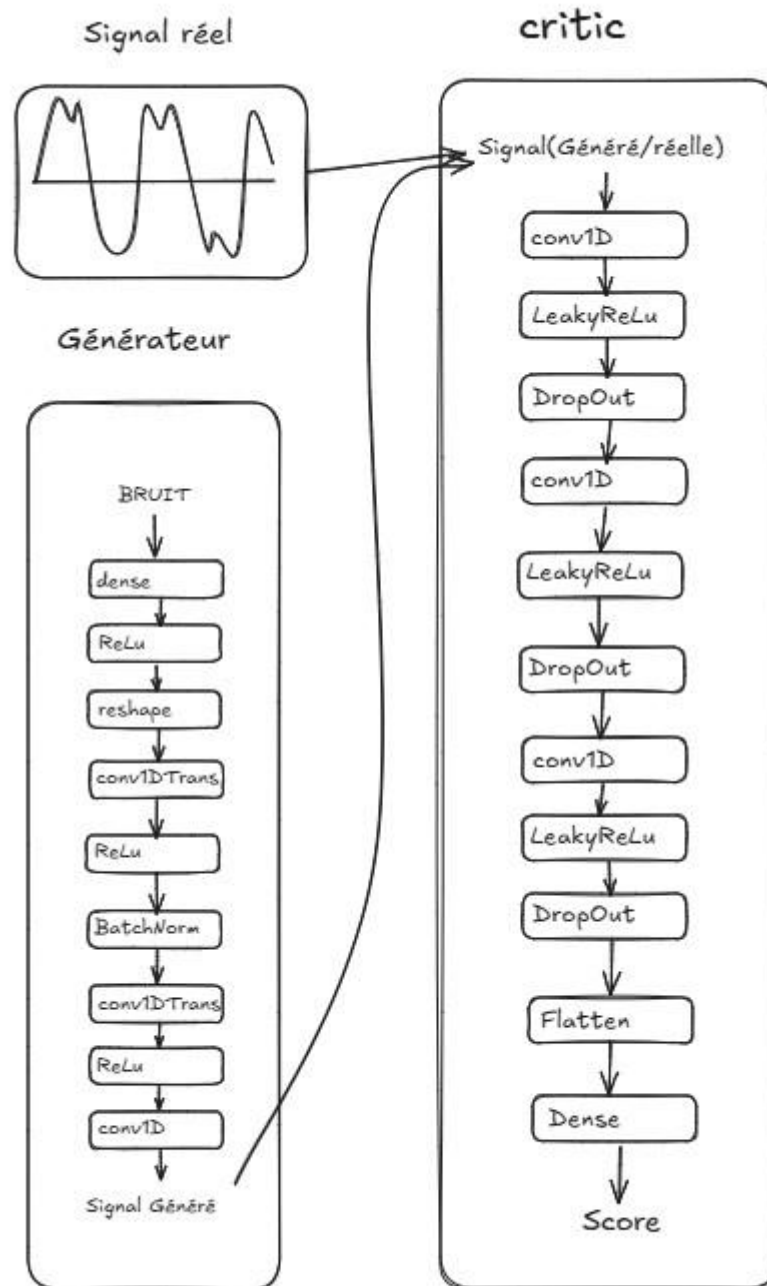 Signal réel
critic
Signal(Généré/réelle)
conv1D
LeakyReLu
DropOut
conv1D
LeakyReLu
DropOut
conv1D
LeakyReLu
DropOut
Flatten
Dense
Score
Générateur
BRUIT
dense
ReLu
reshape
conv1DTrans
ReLu
BatchNorm
conv1DTrans
ReLu
conv1D
Signal Généré